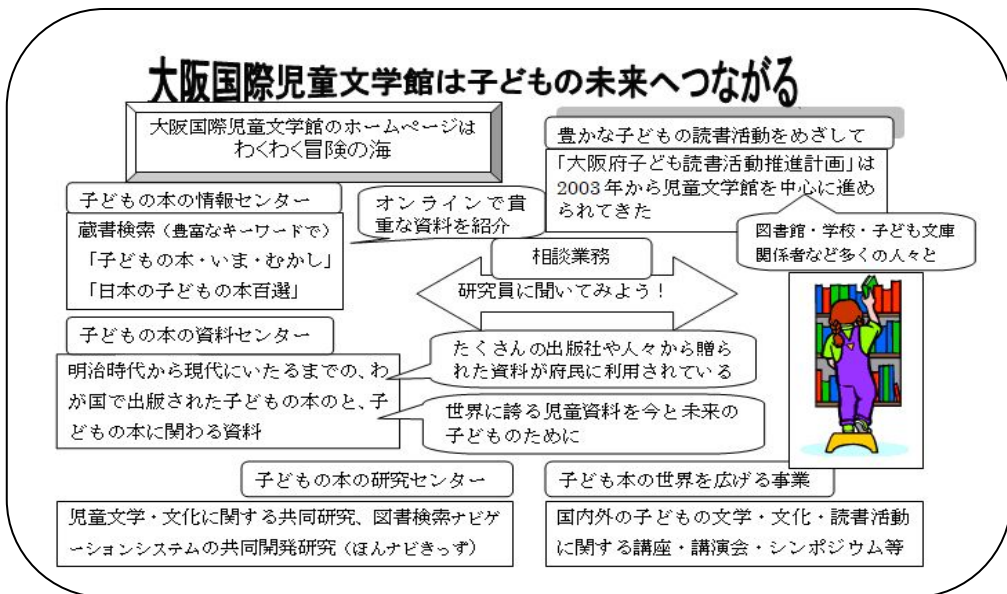 大阪国際児童文学館は子どもの未来へつながる
大阪国際児童文学館のホームページは
わくわく冒険の海
豊かな子どもの読書活動をめざして
「大阪府子ども読書活動推進計画」は
2003年から児童文学館を中心に進め
られてきた
図書館・学校・子ども文庫
関係者など多くの人々と
子どもの本の情報センター
蔵書検索(豊富なキーワードで)
「子どもの本・いま・むかし」
「日本の子どもの本百選」
オンラインで貴
重な資料を紹介
相談業務
研究員に聞いてみよう!
子どもの本の資料センター
明治時代から現代にいたるまでの、わ
が国で出版された子どもの本のと、子
どもの本に関わる資料
たくさんの出版社や人々から贈ら
れた資料が府民に利用されている
世界に誇る児童資料を今と未来の
子どものために
子どもの本の研究センター
児童文学・文化に関する共同研究、図書検索ナビゲ
ーションシステムの共同開発研究(ほんナビきっず)
子ども本の世界を広げる事業
国内外の子どもの文学・文化・読書活動
に関する講座・講演会・シンポジウム等